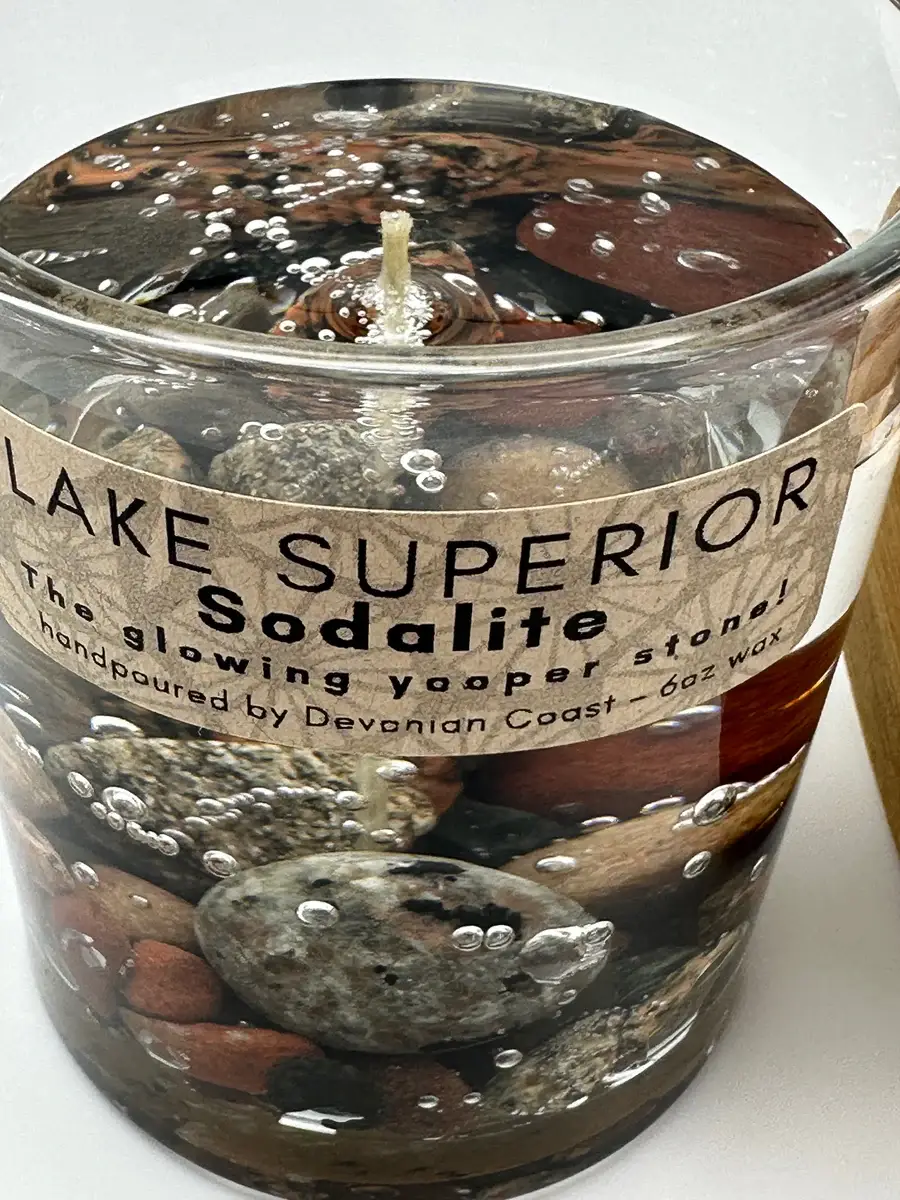 LAKE SUPERIOR
Sodalite
The glowing yooper stone!
handpoured by Devonian Coast - 6oz wax